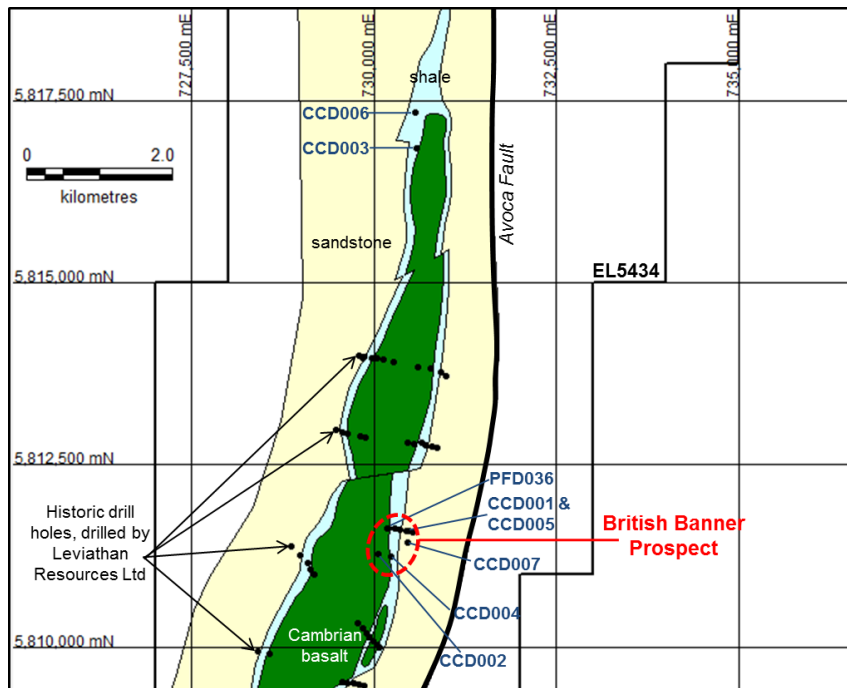 727,500 mE
730,000 mE
732,500 mE
735,000 mE
shale
5,817,500 mN
CCD006
CCD003
0
2.0
kilometres
Avoca Fault
sandstone
EL5434
5,815,000 mN
5,812,500 mN
PFD036
CCD001 &
CCD005
British Banner
Prospect
Historic drill
holes, drilled by
Leviathan
Resources Ltd
CCD007
CCD004
5,810,000 mN
Cambrian
basalt
CCD002